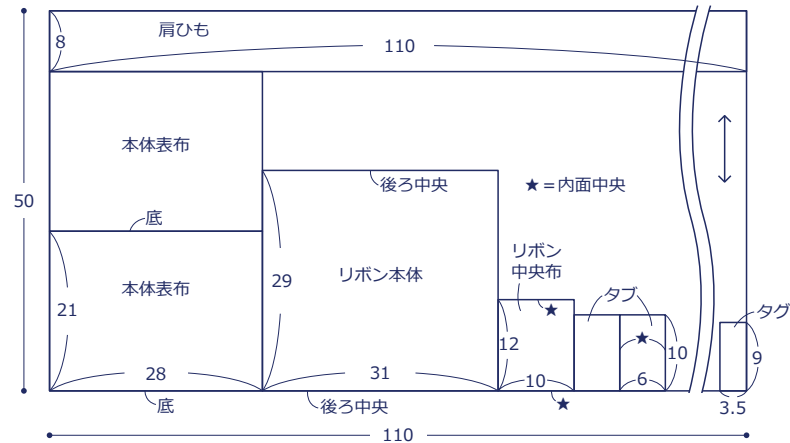 肩ひも
8
110
本体表布
後ろ中央
★=内面中央
50
底
リボン
中央布
本体表布
29
リボン本体
タブ
タグ
21
★
12
★
10
9
28
31
10
6
3.5
底
後ろ中央
★
110